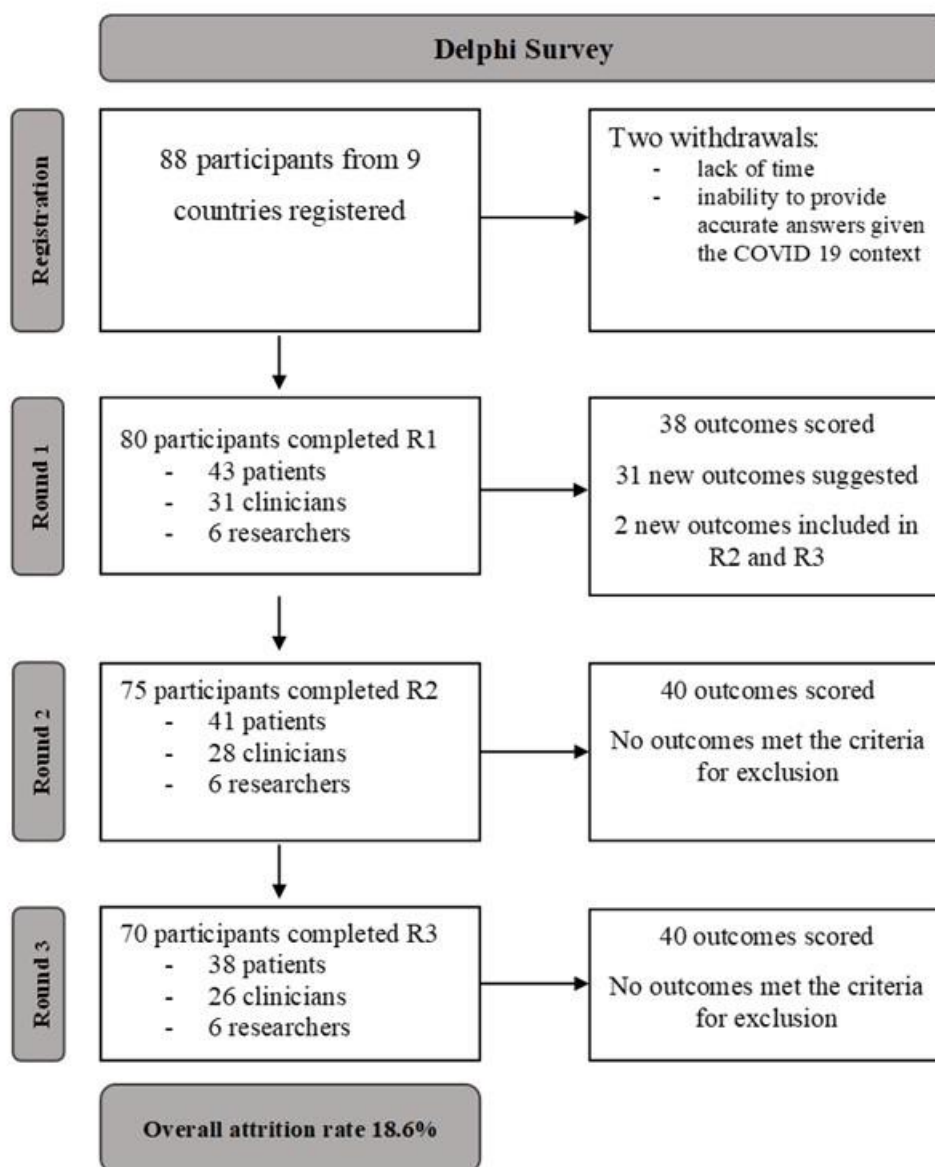 Delphi Survey
Registration
88 participants from 9
countries registered
Two withdrawals:
- lack of time
- inability to provide
accurate answers given
the COVID 19 context
Round 1
80 participants completed R1
- 43 patients
- 31 clinicians
- 6 researchers
38 outcomes scored
31 new outcomes suggested
2 new outcomes included in
R2 and R3
Round 2
75 participants completed R2
- 41 patients
- 28 clinicians
- 6 researchers
40 outcomes scored
No outcomes met the criteria
for exclusion
Round 3
70 participants completed R3
- 38 patients
- 26 clinicians
- 6 researchers
40 outcomes scored
No outcomes met the criteria
for exclusion
Overall attrition rate 18.6%